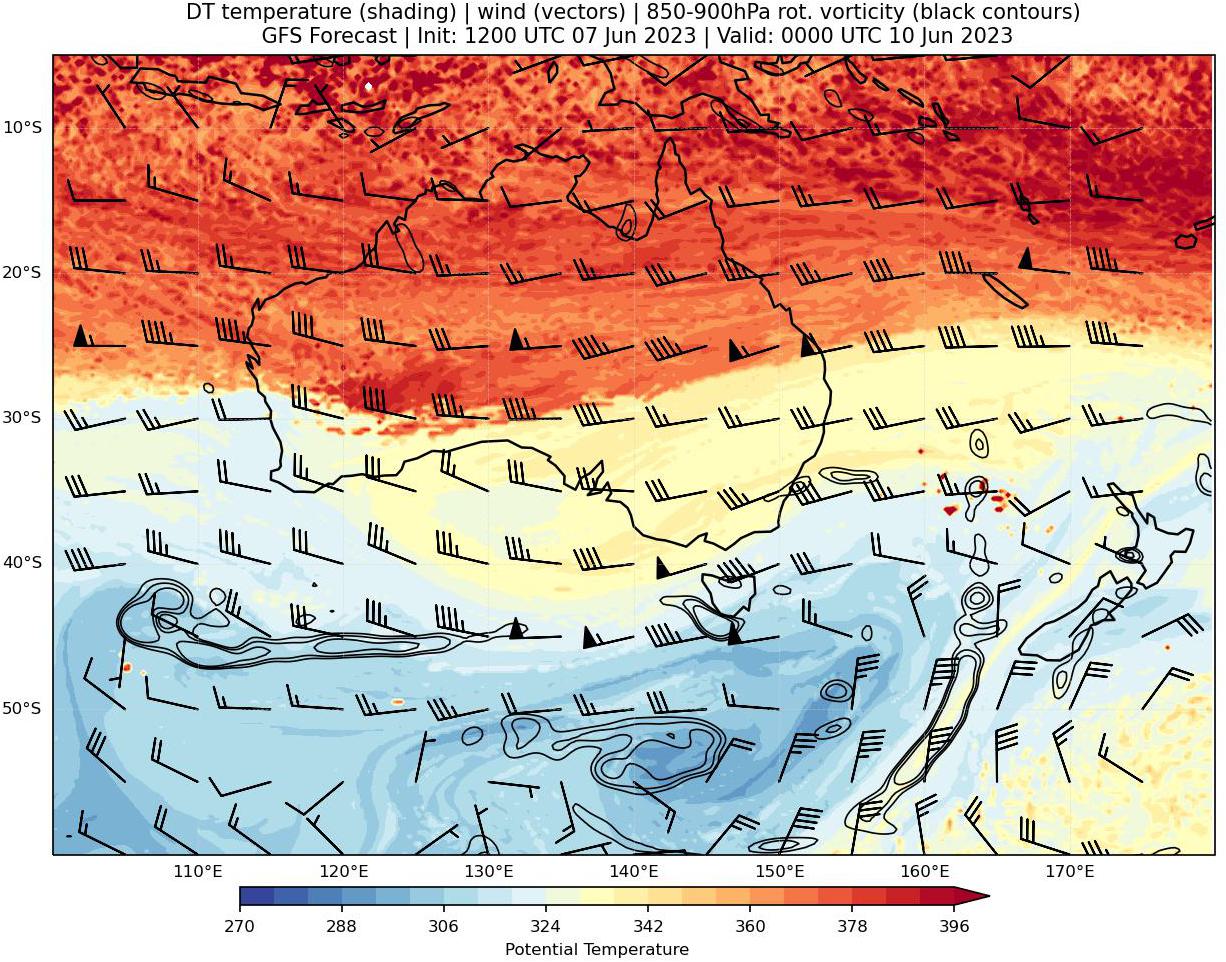 DT temperature (shading) | wind (vectors) | 850-900hPa rot. vorticity (black contours)
GFS Forecast | Init: 1200 UTC 07 Jun 2023 | Valid: 0000 UTC 10 Jun 2023
10°S
20°S
30°S
40°S
50°S
110°E 120°E 130°E 140°E 150°E 160°E 170°E
270 288 306 324 342 360 378 396
Potential Temperature